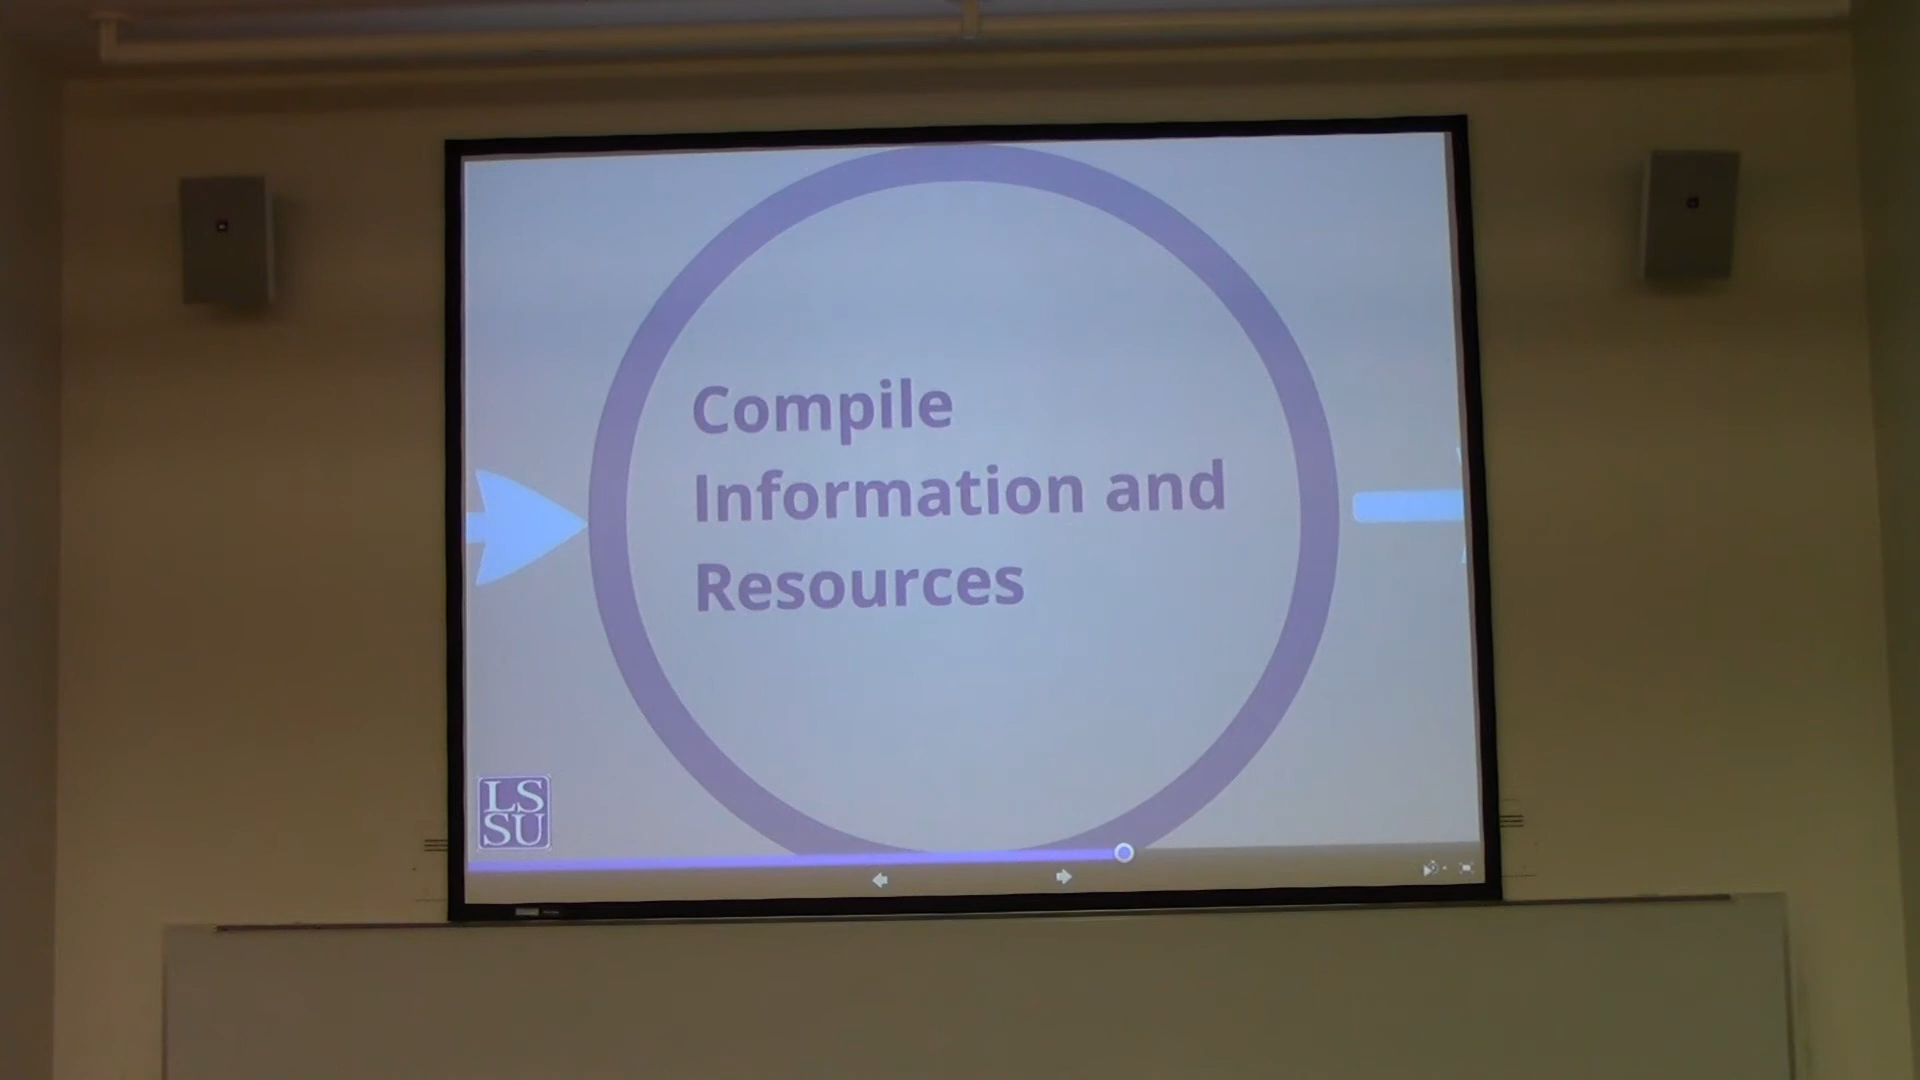 Compile
Information and
Resources
LS
SU